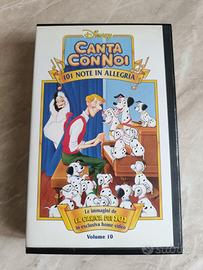 Disney
CANTA
CON NOI
101 NOTE IN ALLEGRIA
Le immagini de
LA CARICA DEI 101
in esclusiva home video
Volume 10